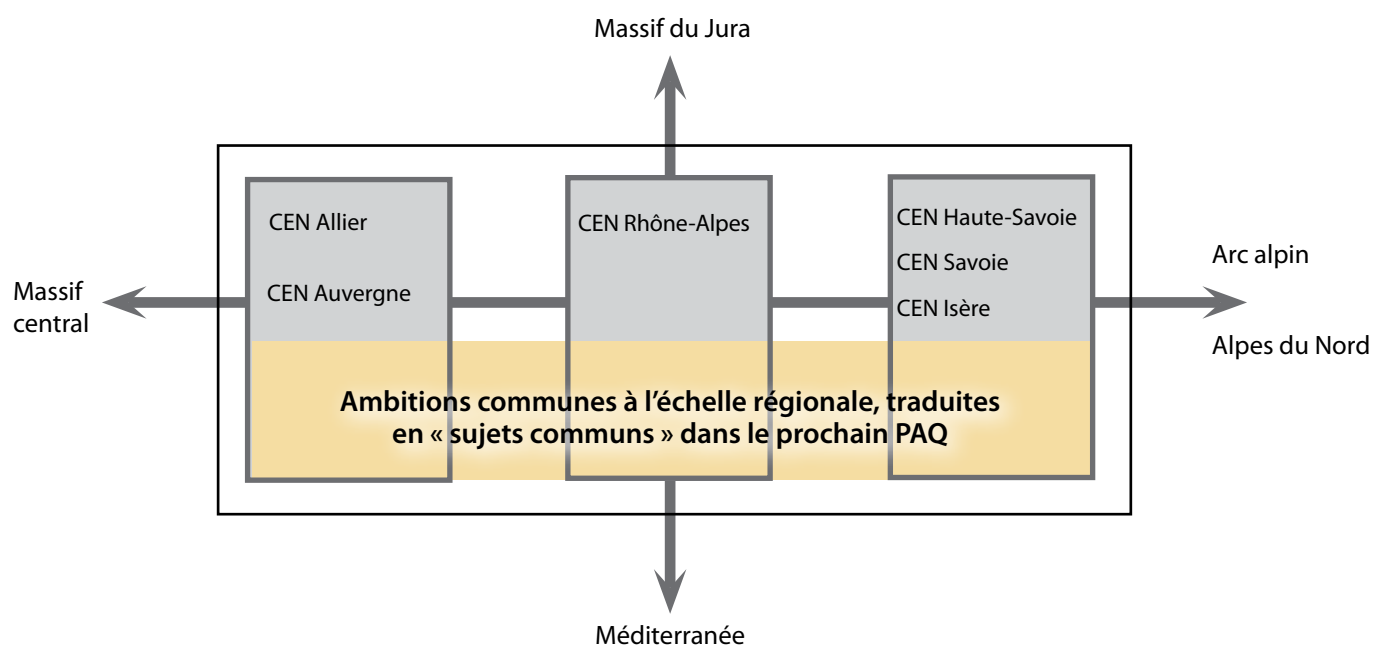 Massif du Jura
CEN Allier
CEN Auvergne
CEN Rhône-Alpes
CEN Haute-Savoie
CEN Savoie
CEN Isère
Massif
central
Arc alpin
Alpes du Nord
Ambitions communes à l’échelle régionale, traduites
en « sujets communs » dans le prochain PAQ
Méditerranée